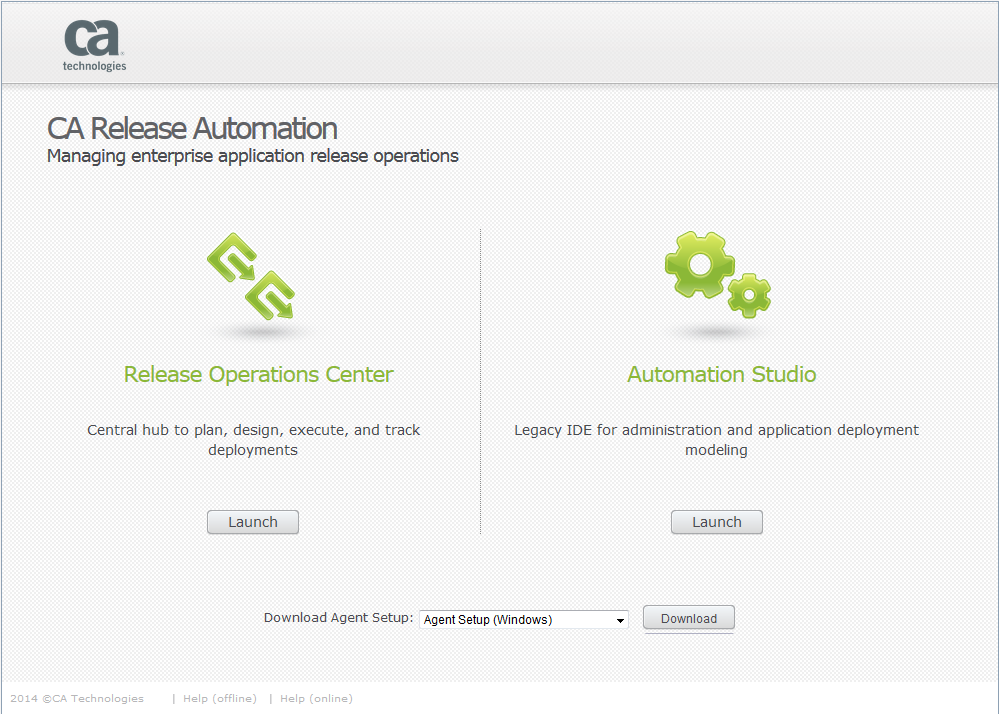 ca
technologies
CA Release Automation
Managing enterprise application release operations
Release Operations Center
Central hub to plan, design, execute, and track
deployments
Launch
Automation Studio
Legacy IDE for administration and application deployment
modeling
Launch
Download Agent Setup: Agent Setup (Windows) Download
2014 ©CA Technologies | Help (offline) | Help (online)